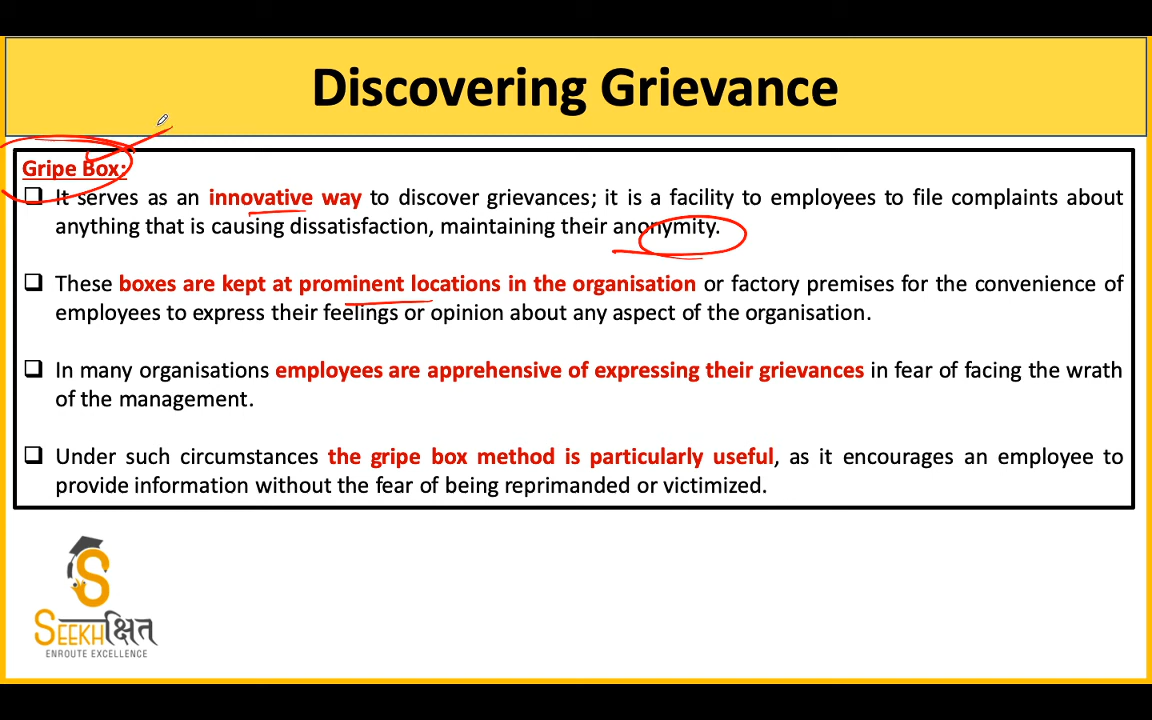 Discovering Grievance
Gripe Box:
❑ It serves as an innovative way to discover grievances; it is a facility to employees to file complaints about
anything that is causing dissatisfaction, maintaining their anonymity.
❑ These boxes are kept at prominent locations in the organisation or factory premises for the convenience of
employees to express their feelings or opinion about any aspect of the organisation.
❑ In many organisations employees are apprehensive of expressing their grievances in fear of facing the wrath
of the management.
❑ Under such circumstances the gripe box method is particularly useful, as it encourages an employee to
provide information without the fear of being reprimanded or victimized.
SEEKHक्षित
ENROUTE EXCELLENCE